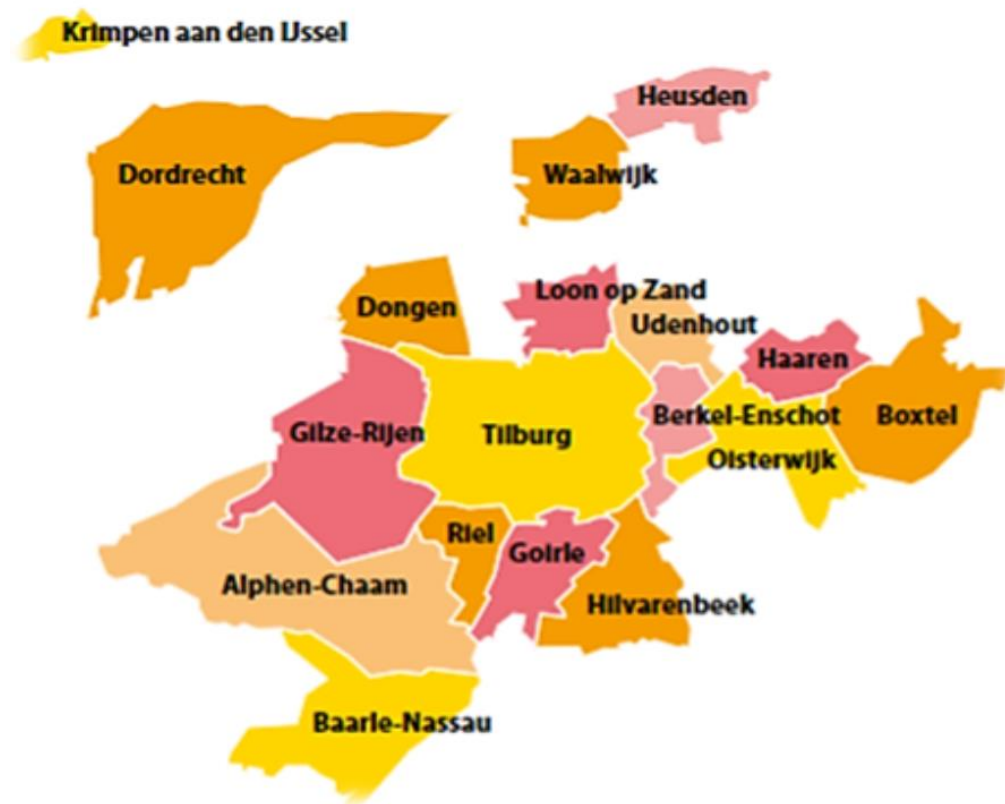 Krimpen aan den IJssel
Heusden
Dordrecht
Waalwijk
Loon op Zand
Dongen
Udenhout
Haaren
Berkel-Enschot
Boxtel
Gilze-Rijen
Tilburg
Oisterwijk
Riel
Goirle
Alphen-Chaam
Hilvarenbeek
Baarle-Nassau